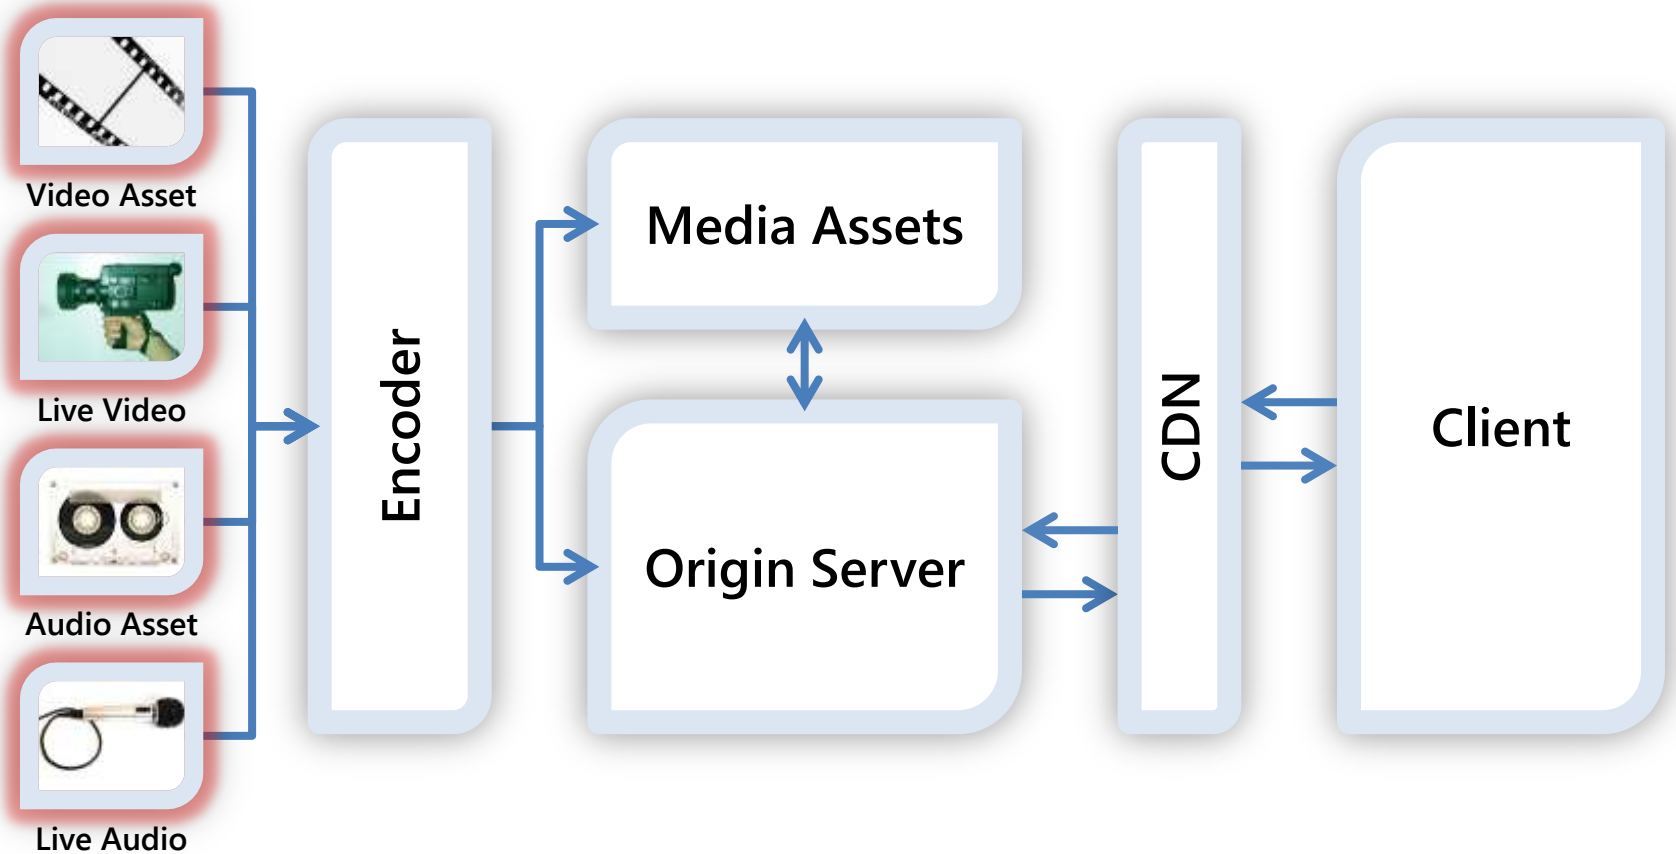 Video Asset
Live Video
Audio Asset
Live Audio
Encoder
Media Assets
Origin Server
CDN
Client